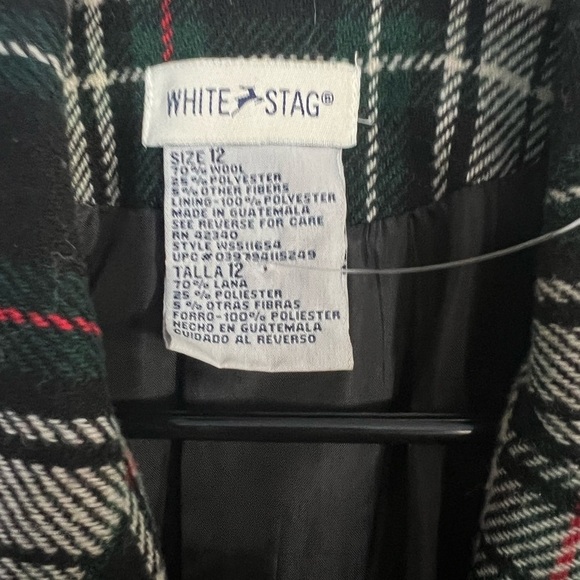 WHITE STAG®
SIZE 12
70% WOOL
25% POLYESTER
5% OTHER FIBERS
LINING-100% POLYESTER
MADE IN GUATEMALA
SEE REVERSE FOR CARE
RN 42340
STYLE WS511654
UPC # 039794115249
TALLA 12
70% LANA
25% POLIESTER
5% OTRAS FIBRAS
FORRO-100% POLIESTER
HECHO EN GUATEMALA
CUIDADO AL REVERSO